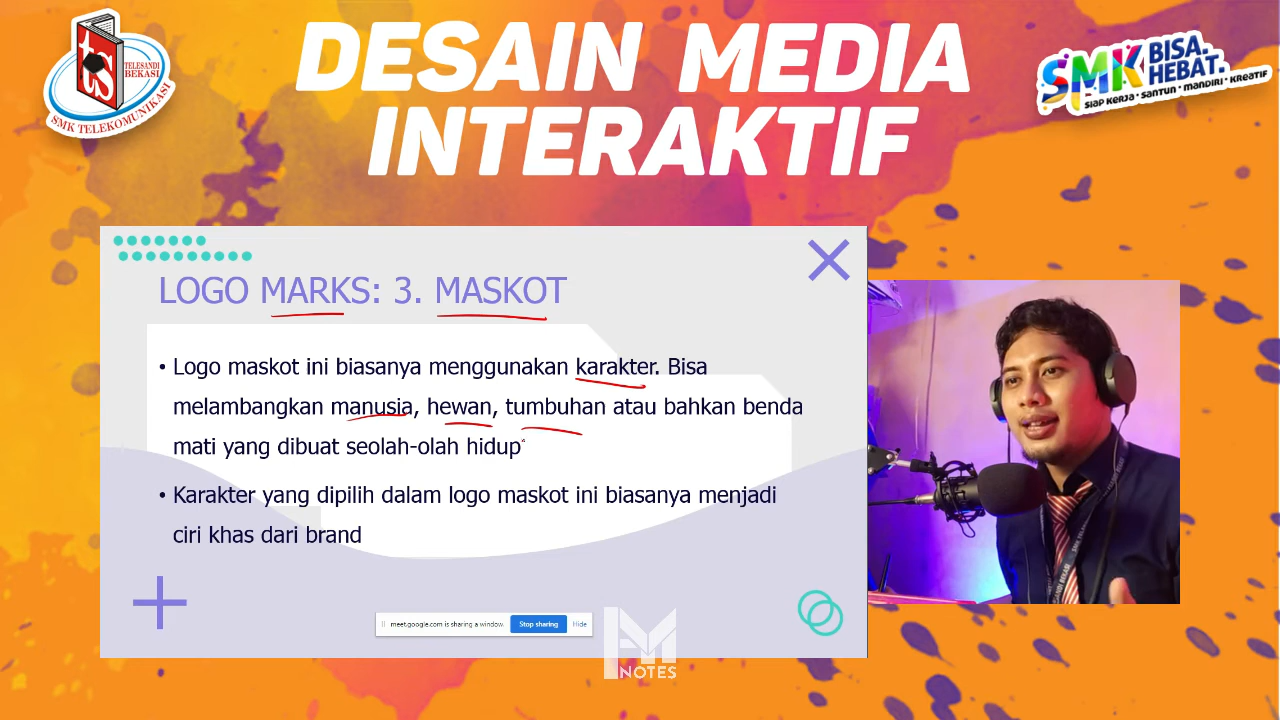 DESAIN MEDIA
INTERAKTIF
TELESANDI
BEKASI
ts
SMK TELEKOMUNIKASI
SMK BISA.
HEBAT.
SIAP KERJA • SANTUN • MANDIRI • KREATIF
LOGO MARKS: 3. MASKOT
• Logo maskot ini biasanya menggunakan karakter. Bisa
melambangkan manusia, hewan, tumbuhan atau bahkan benda
mati yang dibuat seolah-olah hidup
• Karakter yang dipilih dalam logo maskot ini biasanya menjadi
ciri khas dari brand
meet.google.com is sharing a window.
Stop sharing
Hide
NOTES